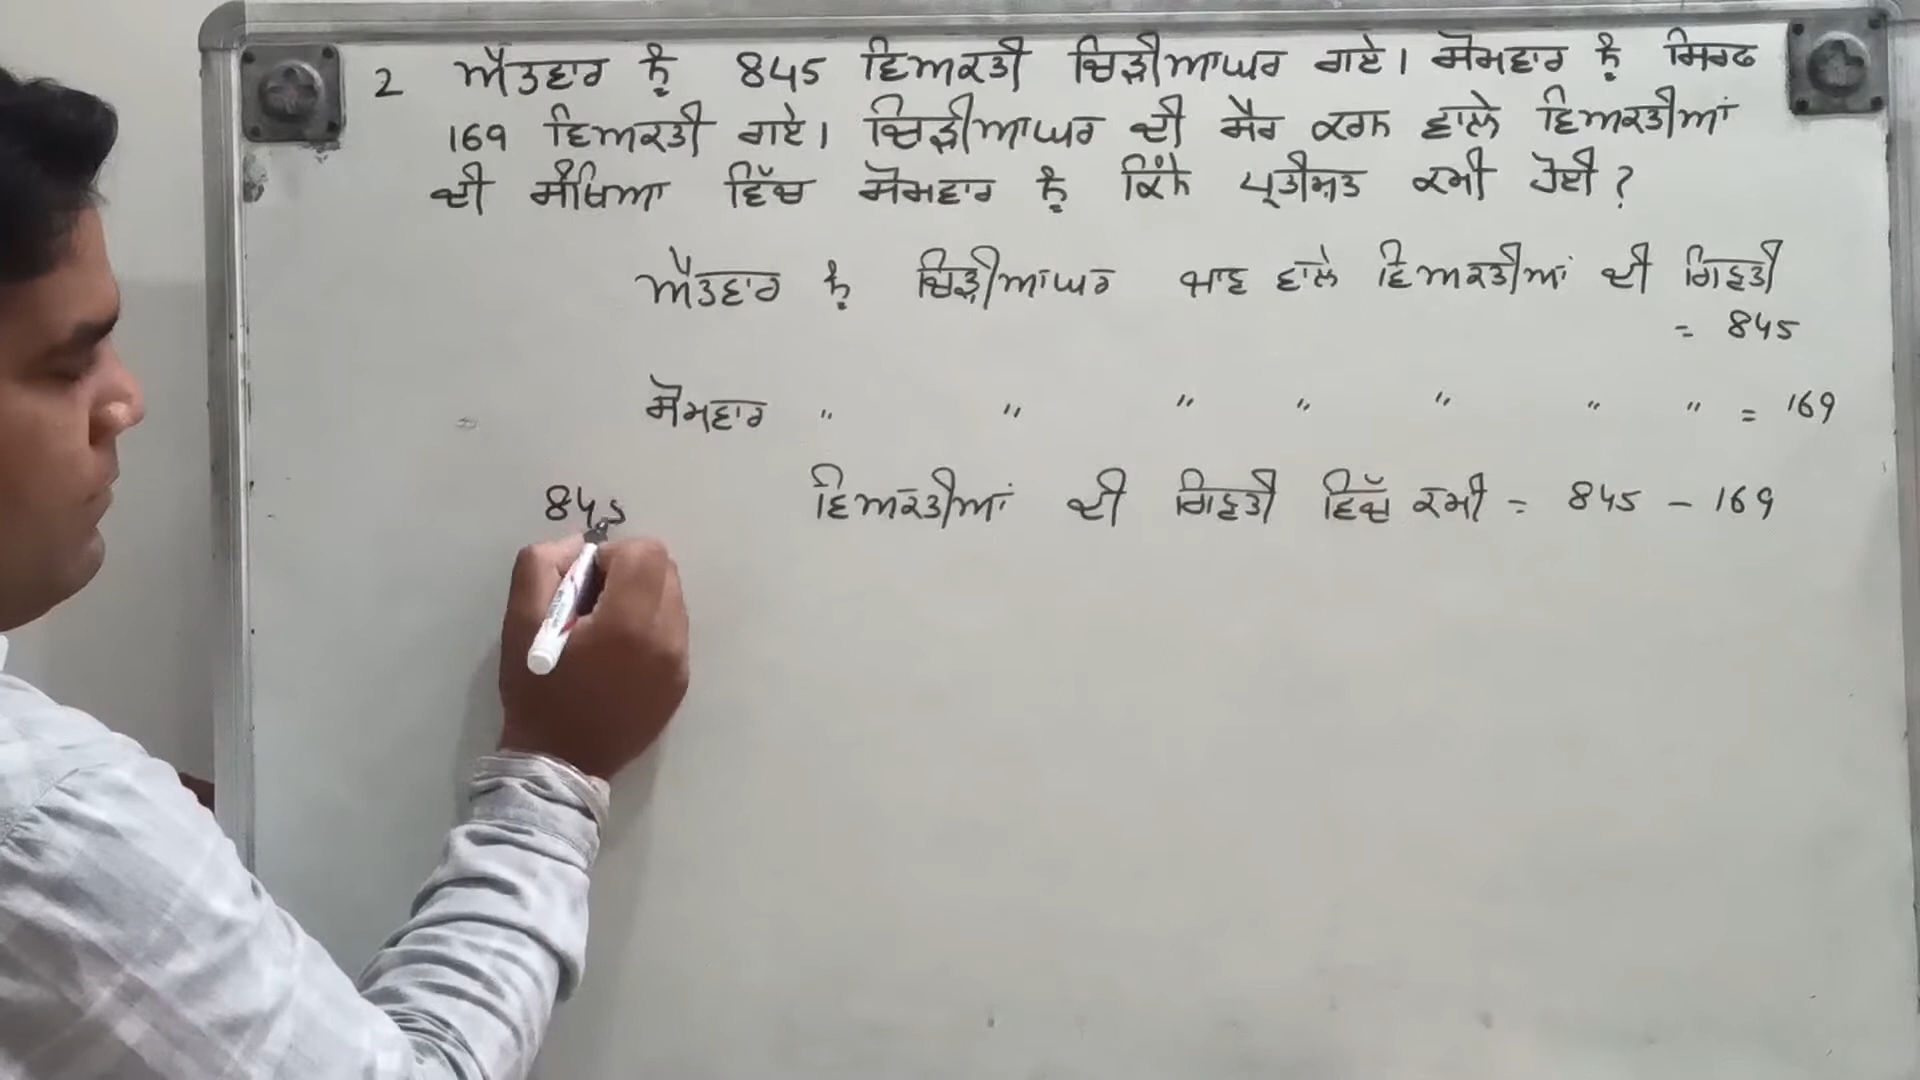 2 ਐਤਵਾਰ ਨੂੰ 845 ਵਿਅਕਤੀ ਚਿੜੀਆਘਰ ਗਏ। ਸੋਮਵਾਰ ਨੂੰ ਸਿਰਫ
169 ਵਿਅਕਤੀ ਗਏ। ਚਿੜੀਆਘਰ ਦੀ ਸੈਰ ਕਰਨ ਵਾਲੇ ਵਿਅਕਤੀਆਂ
ਦੀ ਸੰਖਿਆ ਵਿੱਚ ਸੋਮਵਾਰ ਨੂੰ ਕਿੰਨੇ ਪ੍ਰਤੀਸ਼ਤ ਕਮੀ ਹੋਈ?
ਐਤਵਾਰ ਨੂੰ ਚਿੜੀਆਘਰ ਜਾਣ ਵਾਲੇ ਵਿਅਕਤੀਆਂ ਦੀ ਗਿਣਤੀ
= 845
ਸੋਮਵਾਰ " " " " " " " = 169
845 ਵਿਅਕਤੀਆਂ ਦੀ ਗਿਣਤੀ ਵਿੱਚ ਕਮੀ = 845 - 169